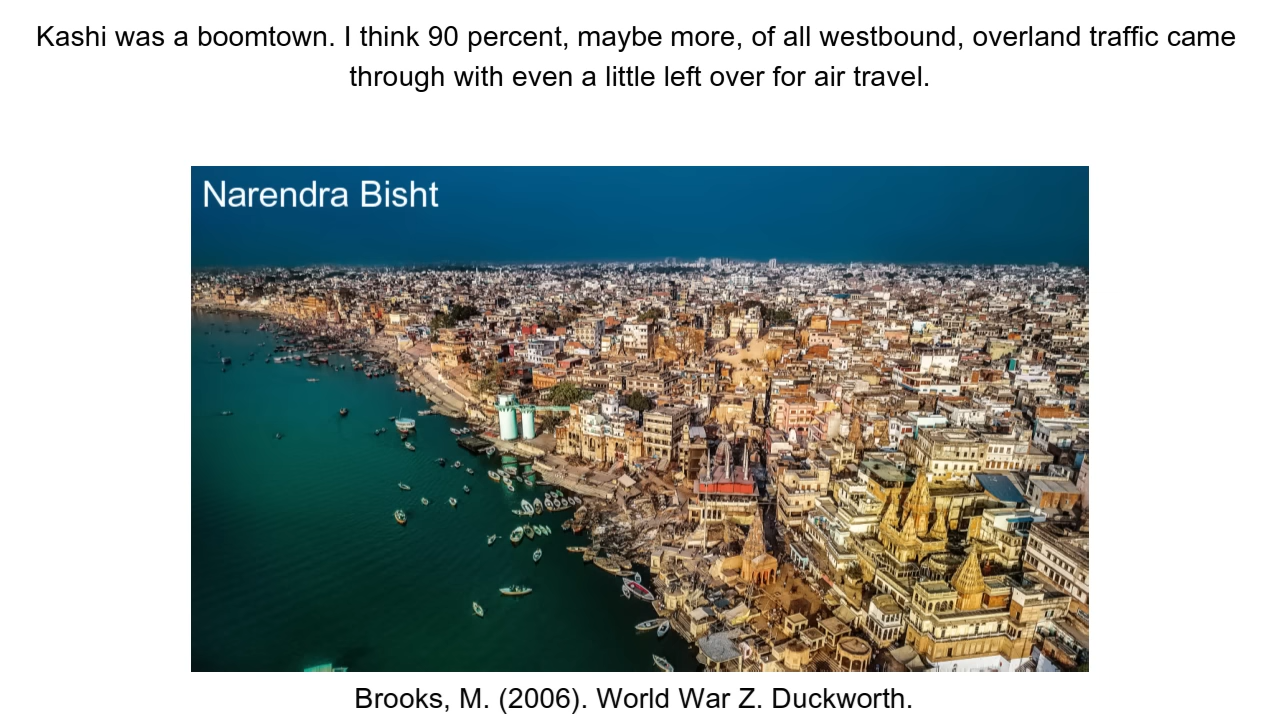 Kashi was a boomtown. I think 90 percent, maybe more, of all westbound, overland traffic came
through with even a little left over for air travel.
Narendra Bisht
Brooks, M. (2006). World War Z. Duckworth.